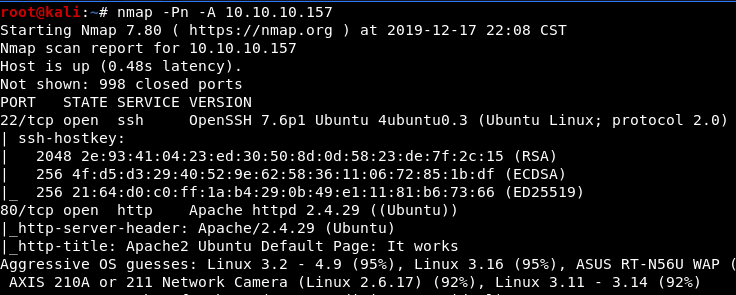 root@kali:~# nmap -Pn -A 10.10.10.157
Starting Nmap 7.80 ( https://nmap.org ) at 2019-12-17 22:08 CST
Nmap scan report for 10.10.10.157
Host is up (0.48s latency).
Not shown: 998 closed ports
PORT   STATE SERVICE VERSION
22/tcp open  ssh     OpenSSH 7.6p1 Ubuntu 4ubuntu0.3 (Ubuntu Linux; protocol 2.0)
| ssh-hostkey:
|   2048 2e:93:41:04:23:ed:30:50:8d:0d:58:23:de:7f:2c:15 (RSA)
|   256 4f:d5:d3:29:40:52:9e:62:58:36:11:06:72:85:1b:df (ECDSA)
|_  256 21:64:d0:c0:ff:1a:b4:29:0b:49:e1:11:81:b6:73:66 (ED25519)
80/tcp open  http    Apache httpd 2.4.29 ((Ubuntu))
|_http-server-header: Apache/2.4.29 (Ubuntu)
|_http-title: Apache2 Ubuntu Default Page: It works
Aggressive OS guesses: Linux 3.2 - 4.9 (95%), Linux 3.16 (95%), ASUS RT-N56U WAP (
AXIS 210A or 211 Network Camera (Linux 2.6.17) (92%), Linux 3.11 - 3.14 (92%)